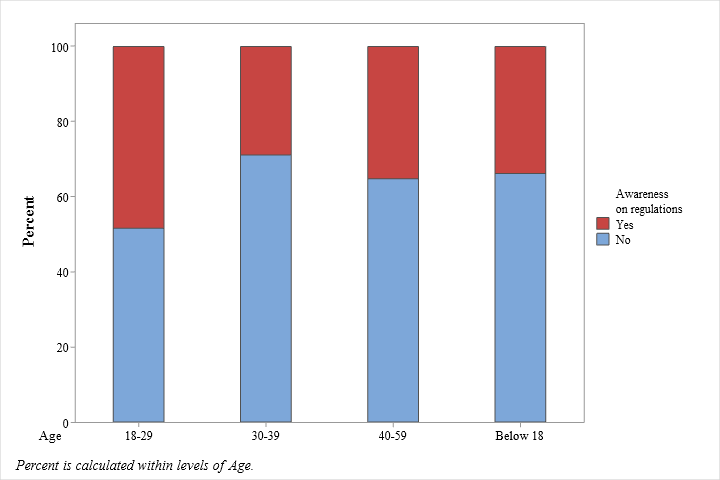 100
80
60
40
20
0
Percent
Age
18-29
30-39
40-59
Below 18
Awareness
on regulations
Yes
No
Percent is calculated within levels of Age.